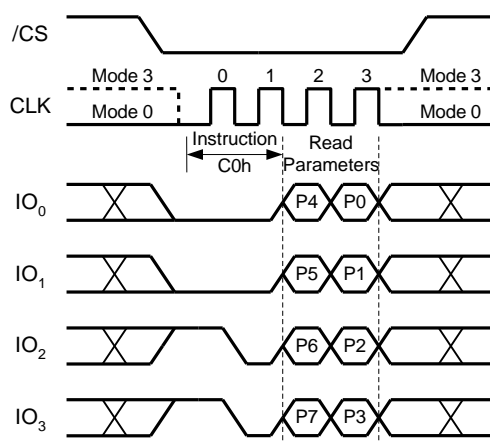 /CS
Mode 3 0 1 2 3 Mode 3
CLK Mode 0 Mode 0
Instruction Read
C0h Parameters
IO0 P4 P0
IO1 P5 P1
IO2 P6 P2
IO3 P7 P3